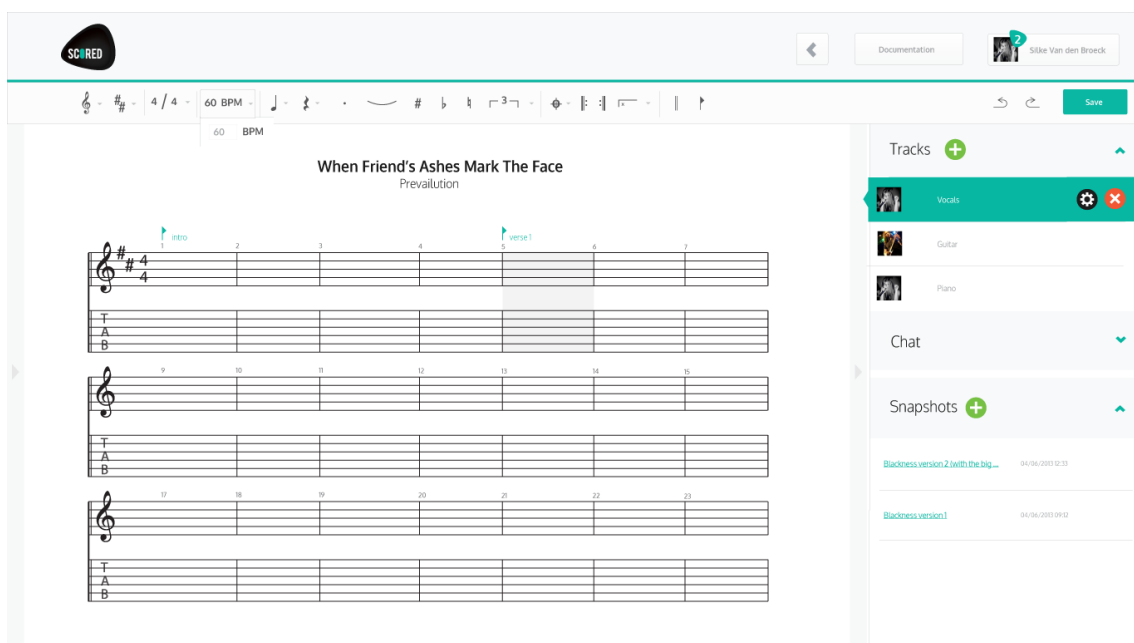 SCORED
Documentation
2
Silke Van den Broeck
4 / 4
60 BPM
3
Save
60 BPM
When Friend's Ashes Mark The Face
Prevailution
intro
verse 1
1 2 3 4 5 6 7
4
4
T
A
B
9 10 11 12 13 14 15
T
A
B
17 18 19 20 21 22 23
T
A
B
Tracks
Vocals
Guitar
Piano
Chat
Snapshots
Blackness version 2 (with the big ... 04/06/2013 12:33
Blackness version 1 04/06/2013 09:12